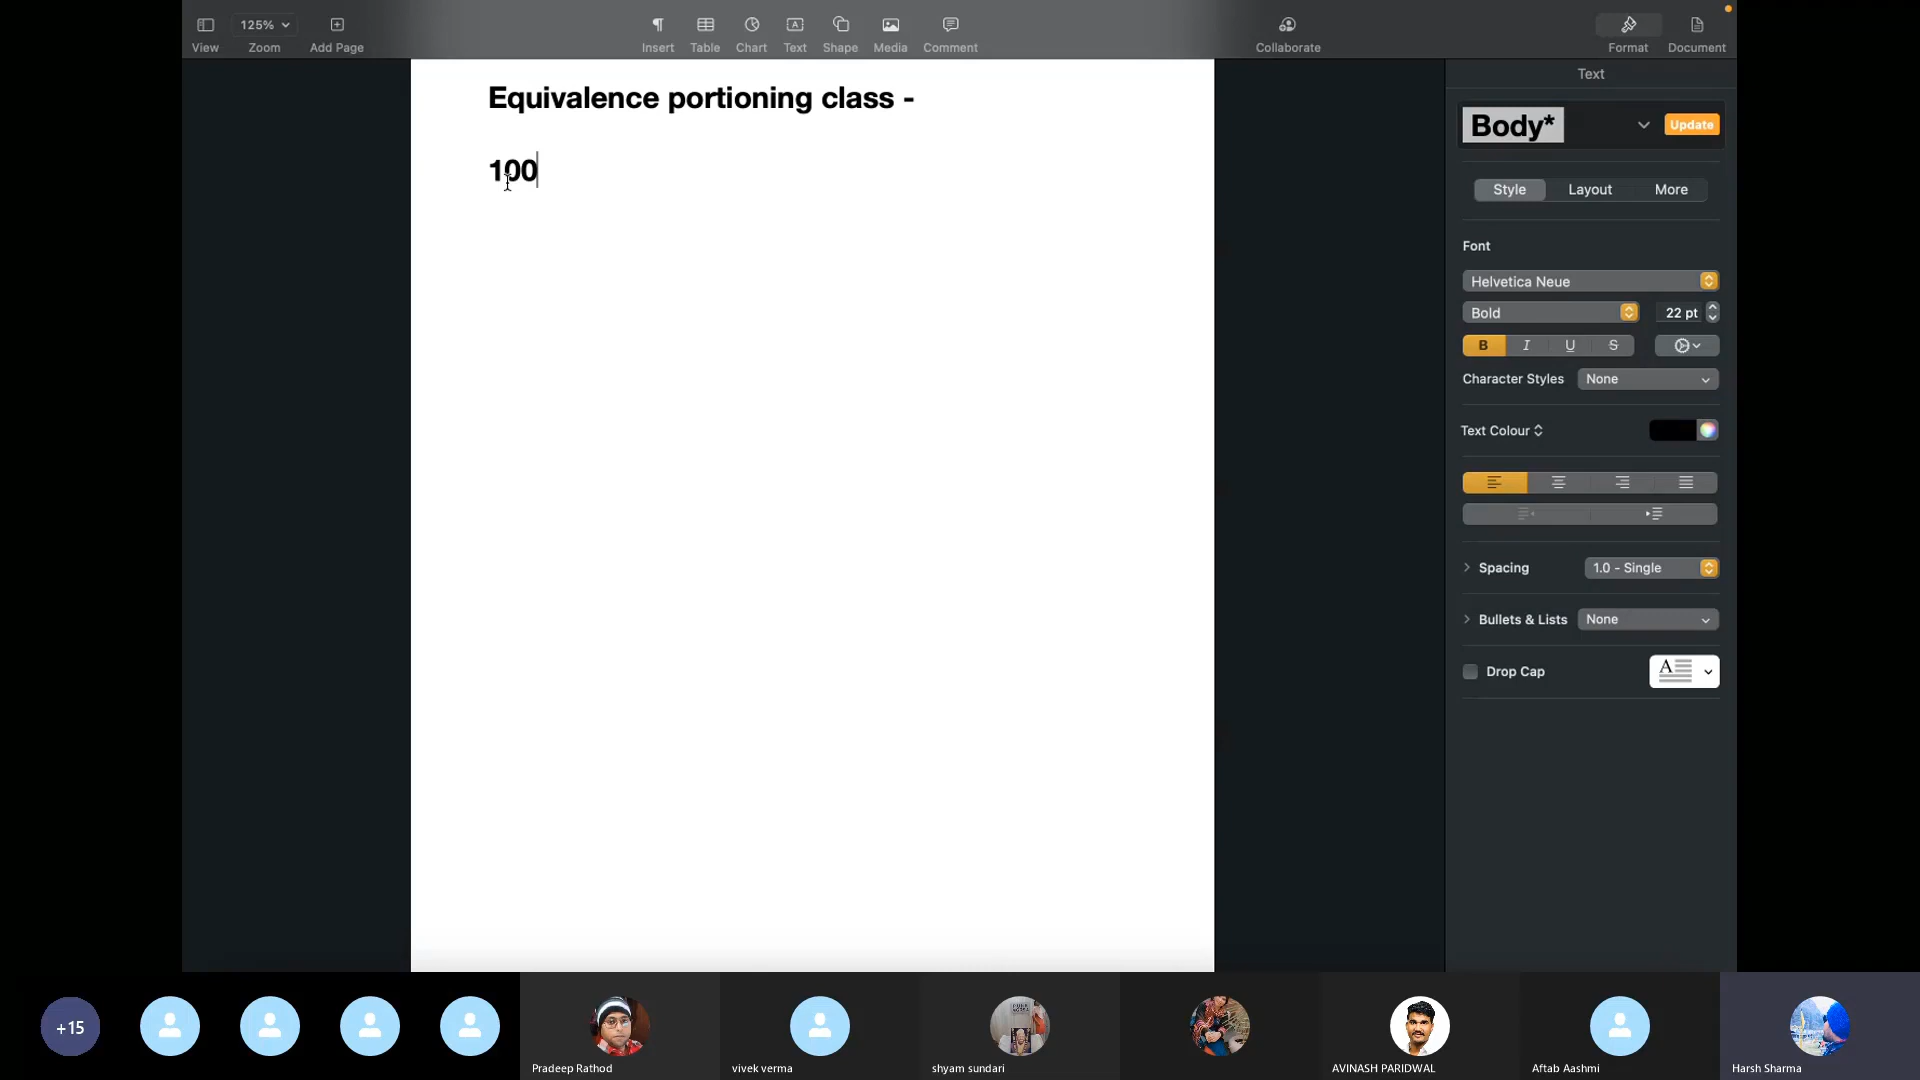 125%
View
Zoom
Add Page
Insert
Table
Chart
Text
Shape
Media
Comment
Collaborate
Format
Document
Equivalence portioning class -
100
Text
Body*
Update
Style
Layout
More
Font
Helvetica Neue
Bold
22 pt
B
I
U
S
Character Styles
None
Text Colour
Spacing
1.0 - Single
Bullets & Lists
None
Drop Cap
A
+15
Pradeep Rathod
vivek verma
shyam sundari
AVINASH PARIDWAL
Aftab Aashmi
Harsh Sharma